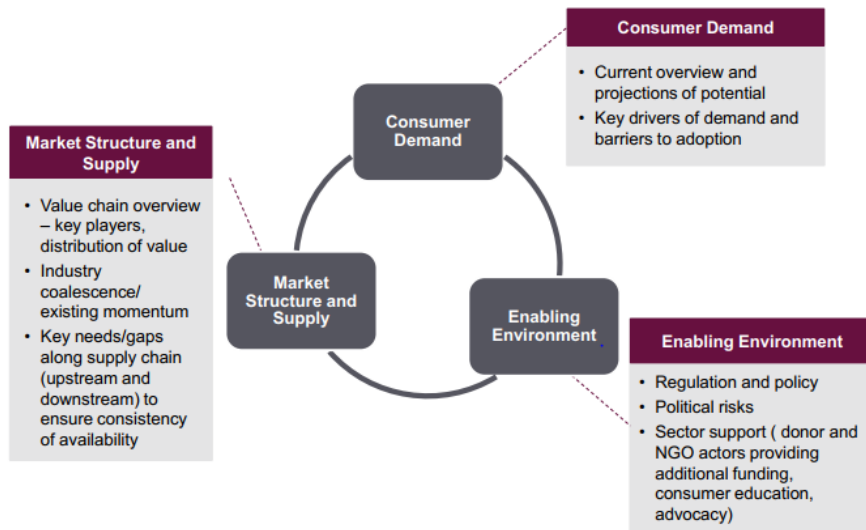 Consumer Demand
• Current overview and
projections of potential
• Key drivers of demand and
barriers to adoption
Consumer
Demand
Market Structure and
Supply
• Value chain overview
– key players,
distribution of value
• Industry
coalescence/
existing momentum
• Key needs/gaps
along supply chain
(upstream and
downstream) to
ensure consistency
of availability
Market
Structure and
Supply
Enabling
Environment
Enabling Environment
• Regulation and policy
• Political risks
• Sector support ( donor and
NGO actors providing
additional funding,
consumer education,
advocacy)